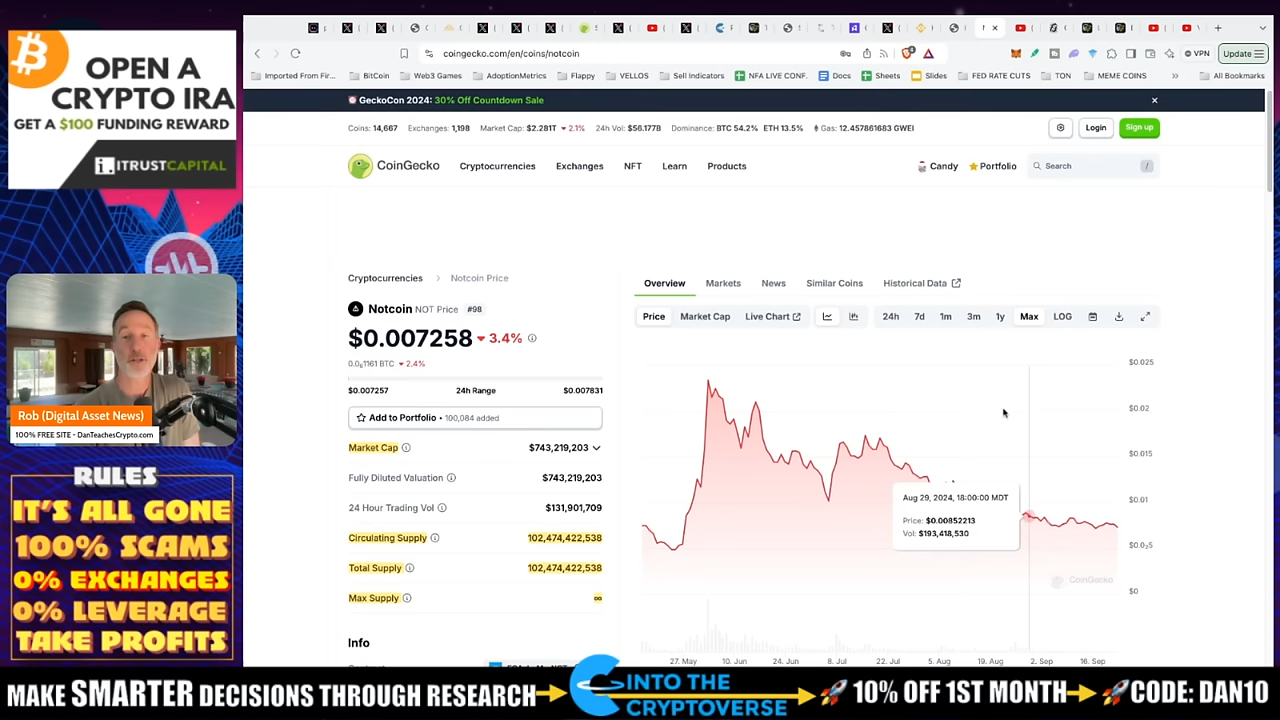 OPEN A
CRYPTO IRA
GET A $100 FUNDING REWARD
ITRUSTCAPITAL
Rob (Digital Asset News)
100% FREE SITE - DanTeachesCrypto.com
RULES
IT'S ALL GONE
100% SCAMS
0% EXCHANGES
0% LEVERAGE
TAKE PROFITS
coingecko.com/en/coins/notcoin
VPN
Update
Imported From Fir...
BitCoin
Web3 Games
AdoptionMetrics
Flappy
VELLOS
Sell Indicators
NFA LIVE CONF.
Docs
Sheets
Slides
FED RATE CUTS
TON
MEME COINS
»
All Bookmarks
GeckoCon 2024: 30% Off Countdown Sale
Coins: 14,667 Exchanges: 1,198 Market Cap: $2.281T 2.1% 24h Vol: $56.177B Dominance: BTC 54.2% ETH 13.5% Gas: 12.457861683 GWEI
Login
Sign up
CoinGecko
Cryptocurrencies
Exchanges
NFT
Learn
Products
Candy
Portfolio
Search
/
Cryptocurrencies > Notcoin Price
Notcoin NOT Price #98
$0.007258 3.4%
0.0₆1161 BTC 2.4%
$0.007257 24h Range $0.007831
Add to Portfolio • 100,084 added
Market Cap $743,219,203
Fully Diluted Valuation $743,219,203
24 Hour Trading Vol $131,901,709
Circulating Supply 102,474,422,538
Total Supply 102,474,422,538
Max Supply ∞
Info
Overview
Markets
News
Similar Coins
Historical Data
Price
Market Cap
Live Chart
24h
7d
1m
3m
1y
Max
LOG
$0.025
$0.02
$0.015
$0.01
$0.0₂5
$0
Aug 29, 2024, 18:00:00 MDT
Price: $0.00852213
Vol: $193,418,530
CoinGecko
27. May
10. Jun
24. Jun
8. Jul
22. Jul
5. Aug
19. Aug
2. Sep
16. Sep
MAKE SMARTER DECISIONS THROUGH RESEARCH
INTO THE
CRYPTOVERSE
10% OFF 1ST MONTH
CODE: DAN10